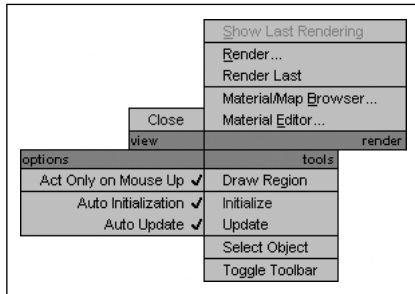 Show Last Rendering
Render...
Render Last
Material/Map Browser...
Close
Material Editor...
view
render
options
tools
Act Only on Mouse Up ✔
Draw Region
Auto Initialization ✔
Initialize
Auto Update ✔
Update
Select Object
Toggle Toolbar